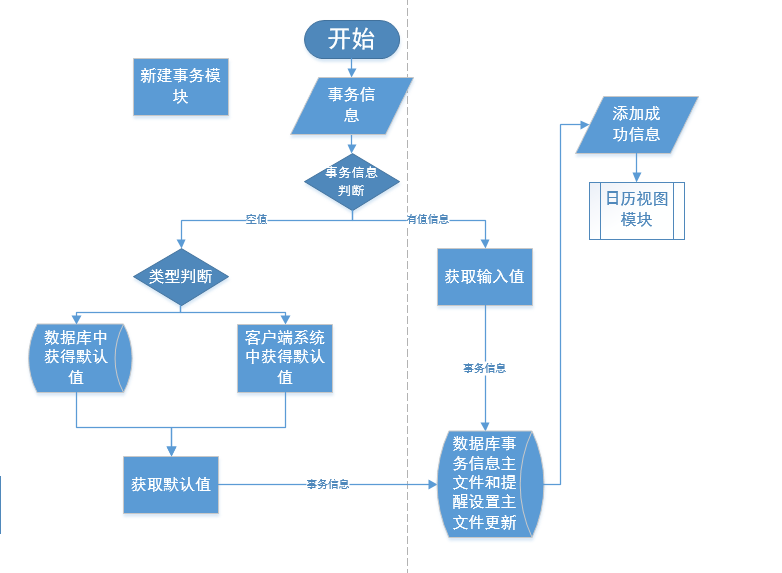 开始
新建事务模
块
事务信
息
事务信息
判断
空值
有值信息
类型判断
获取输入值
数据库中
获得默认
值
客户端系统
中获得默认
值
事务信息
获取默认值
事务信息
数据库事
务信息主
文件和提
醒设置主
文件更新
添加成
功信息
日历视图
模块